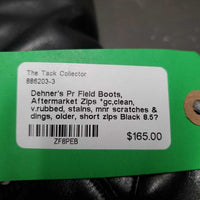 The Tack Collector
886203-3
Dehner's Pr Field Boots,
Aftermarket Zips *gc,clean,
v.rubbed, stains, mnr scratches &
dings, older, short zips Black 8.5?
$165.00
ZF8PEB